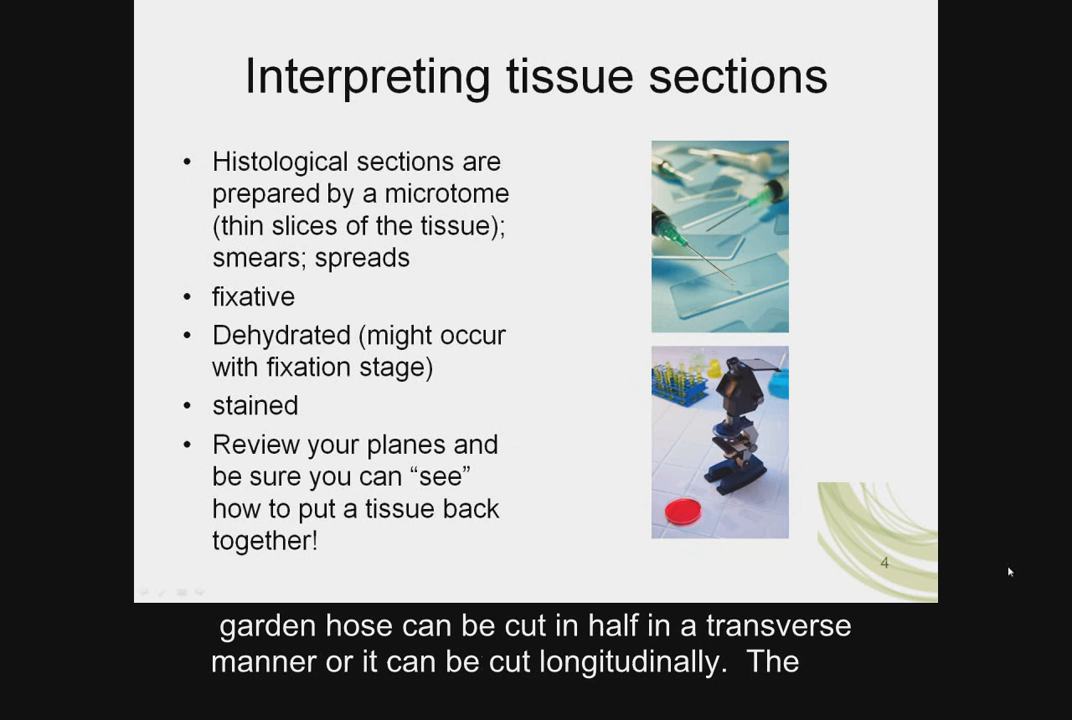 Interpreting tissue sections
• Histological sections are
prepared by a microtome
(thin slices of the tissue);
smears; spreads
• fixative
• Dehydrated (might occur
with fixation stage)
• stained
• Review your planes and
be sure you can “see”
how to put a tissue back
together!
4
garden hose can be cut in half in a transverse
manner or it can be cut longitudinally. The